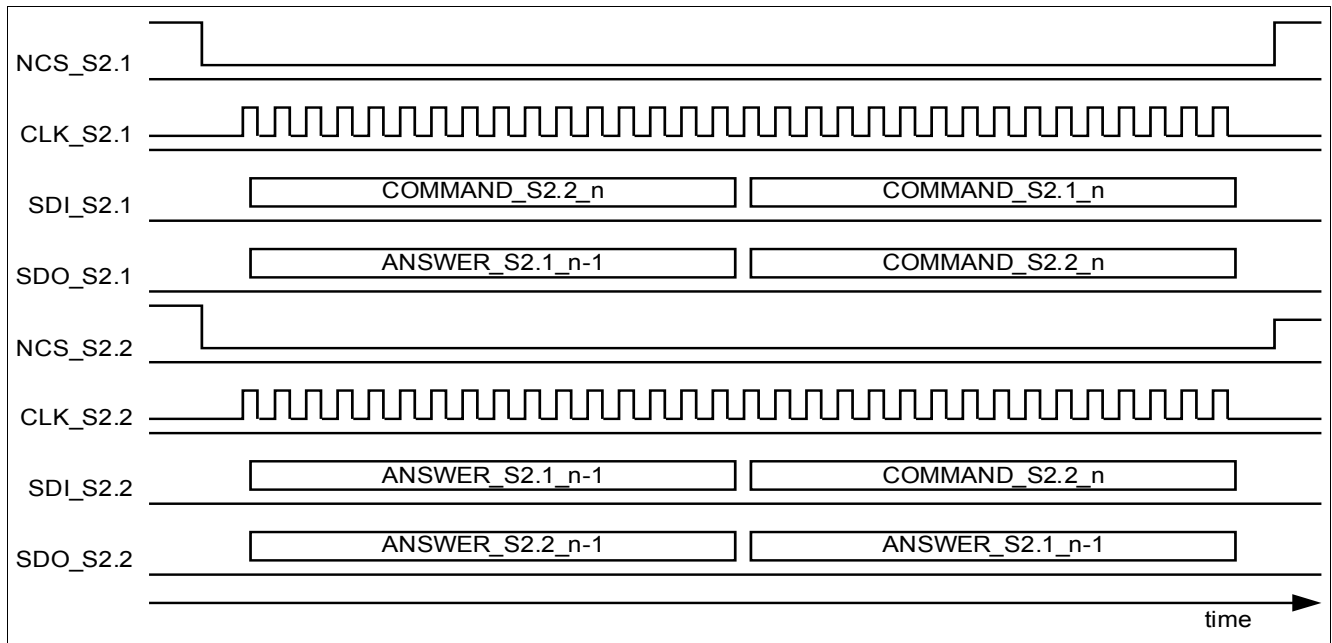 NCS_S2.1
CLK_S2.1
SDI_S2.1 COMMAND_S2.2_n COMMAND_S2.1_n
SDO_S2.1 ANSWER_S2.1_n-1 COMMAND_S2.2_n
NCS_S2.2
CLK_S2.2
SDI_S2.2 ANSWER_S2.1_n-1 COMMAND_S2.2_n
SDO_S2.2 ANSWER_S2.2_n-1 ANSWER_S2.1_n-1
time